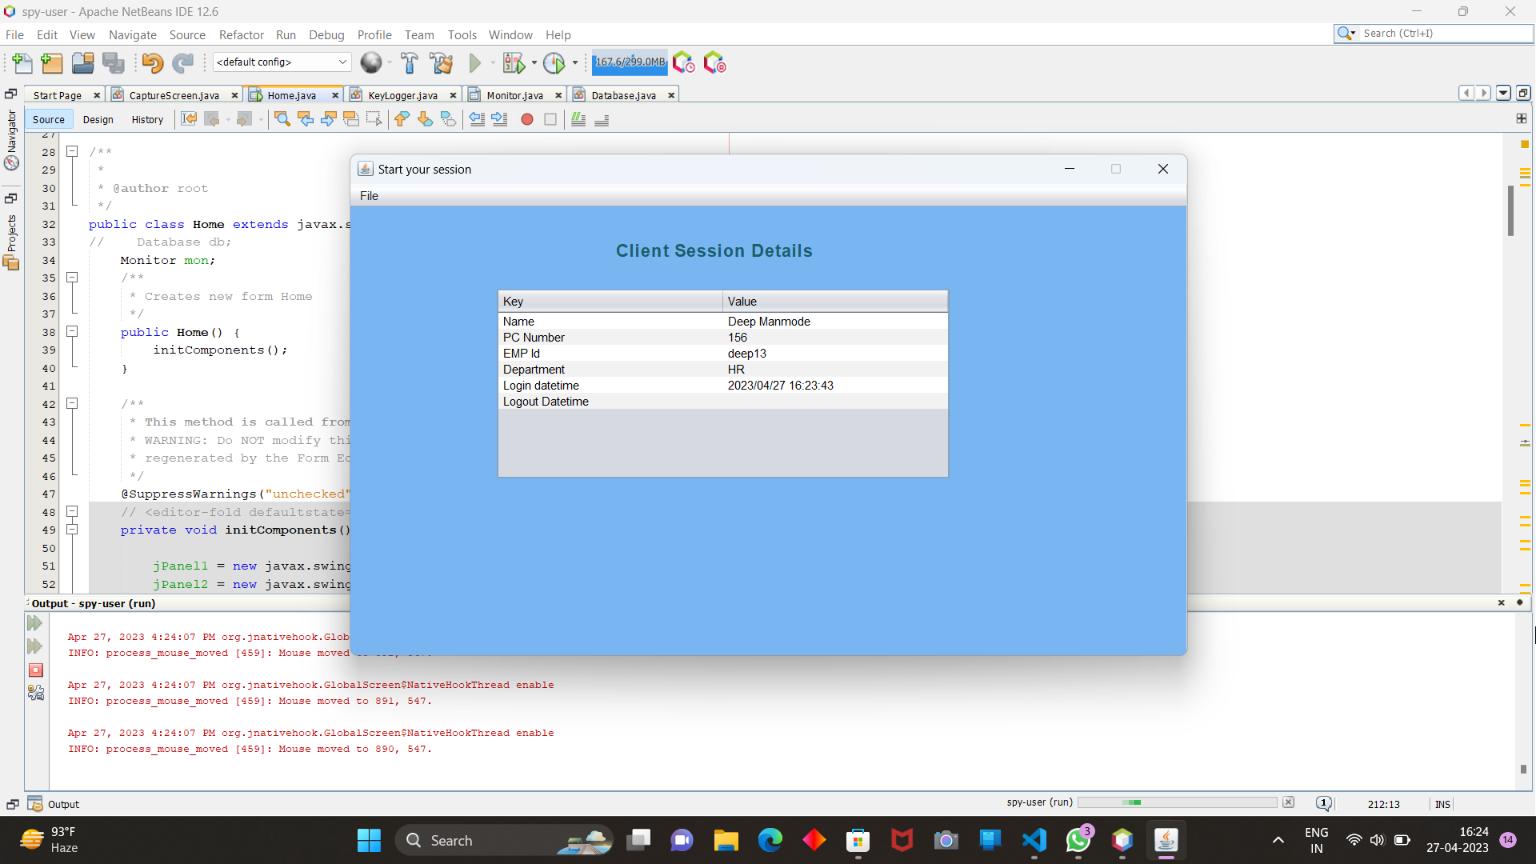 spy-user - Apache NetBeans IDE 12.6
File Edit View Navigate Source Refactor Run Debug Profile Team Tools Window Help
Search (Ctrl+I)
<default config>
167.6/299.0MB
Start Page CaptureScreen.java Home.java KeyLogger.java Monitor.java Database.java
Source Design History
Navigator
Projects
27
28 /**
29 *
30 * @author root
31 */
32 public class Home extends javax.s
33 // Database db;
34 Monitor mon;
35 /**
36 * Creates new form Home
37 */
38 public Home() {
39 initComponents();
40 }
41
42 /**
43 * This method is called from
44 * WARNING: Do NOT modify thi
45 * regenerated by the Form Ed
46 */
47 @SuppressWarnings("unchecked"
48 // <editor-fold defaultstate=
49 private void initComponents()
50
51 jPanel1 = new javax.swing
52 jPanel2 = new javax.swing
Start your session
File
Client Session Details
Key Value
Name Deep Manmode
PC Number 156
EMP Id deep13
Department HR
Login datetime 2023/04/27 16:23:43
Logout Datetime
Output - spy-user (run)
Apr 27, 2023 4:24:07 PM org.jnativehook.Glob
INFO: process_mouse_moved [459]: Mouse moved
Apr 27, 2023 4:24:07 PM org.jnativehook.GlobalScreen$NativeHookThread enable
INFO: process_mouse_moved [459]: Mouse moved to 891, 547.
Apr 27, 2023 4:24:07 PM org.jnativehook.GlobalScreen$NativeHookThread enable
INFO: process_mouse_moved [459]: Mouse moved to 890, 547.
Output
spy-user (run)
1
212:13
INS
93°F
Haze
Search
3
ENG
IN
16:24
27-04-2023
14